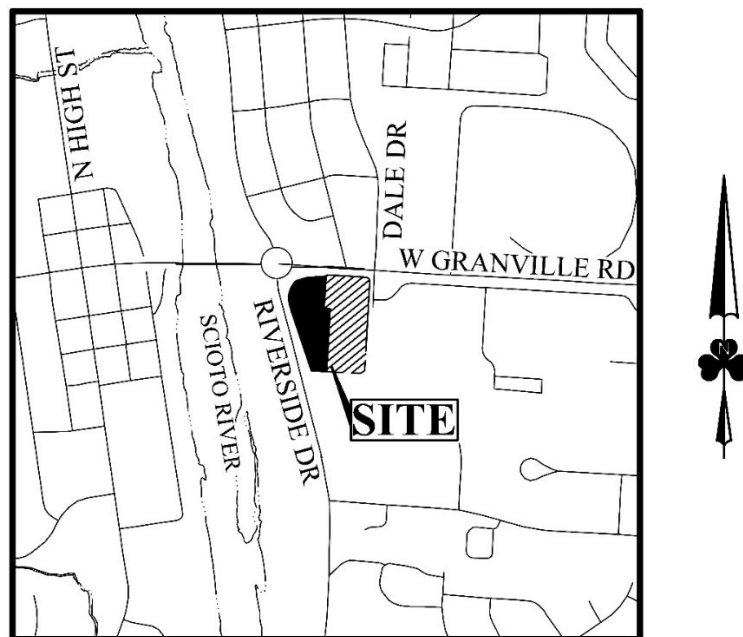 N HIGH ST
DALE DR
W GRANVILLE RD
SCIOTO RIVER
RIVERSIDE DR
SITE
N